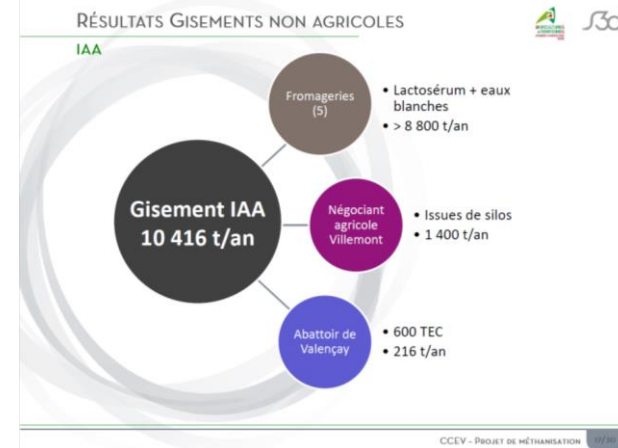 RÉSULTATS GISEMENTS NON AGRICOLES
IAA
Fromageries
(5)
• Lactosérum + eaux
blanches
• > 8 800 t/an
Gisement IAA
10 416 t/an
Négociant
agricole
Villemont
• Issues de silos
• 1 400 t/an
Abattoir de
Valençay
• 600 TEC
• 216 t/an
CCEV – PROJET DE MÉTHANISATION